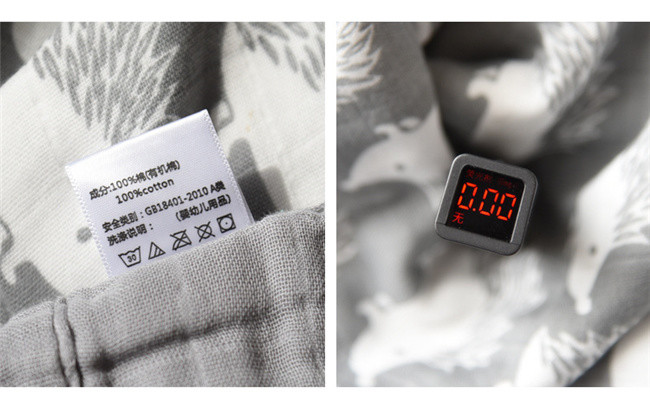 成分:100%棉(有机棉)
100%cotton
安全类别：GB18401-2010 A类
洗涤说明： (婴幼儿用品)
30
0.00
无